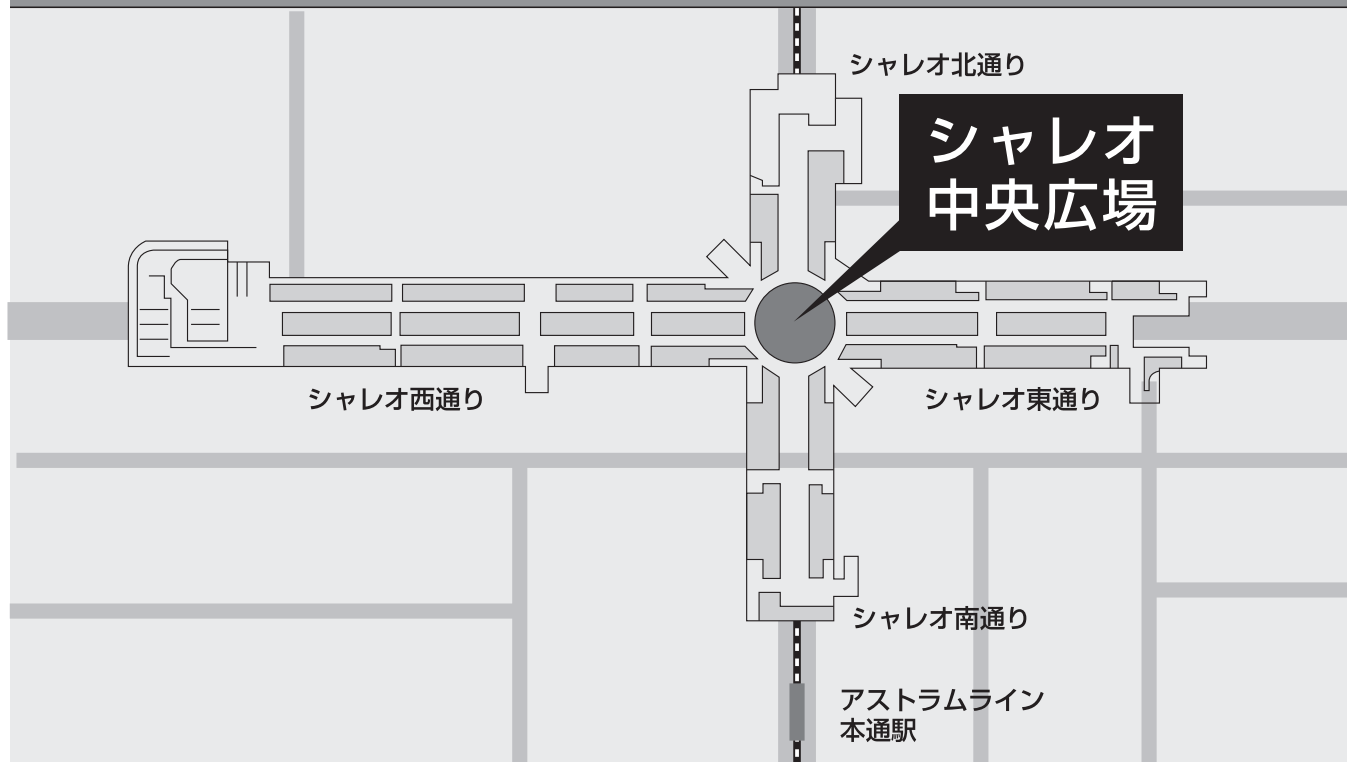 シャレオ北通り
シャレオ
中央広場
シャレオ西通り
シャレオ東通り
シャレオ南通り
アストラムライン
本通駅